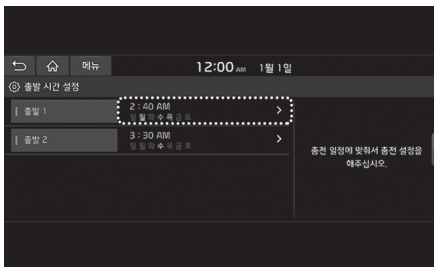 메뉴
12:00 AM 1월 1일
출발 시간 설정
출발 1
2 : 40 AM
일 월 화 수 목 금 토
출발 2
3 : 30 AM
일 월 화 수 목 금 토
충전 일정에 맞춰서 충전 설정을
해주십시오.